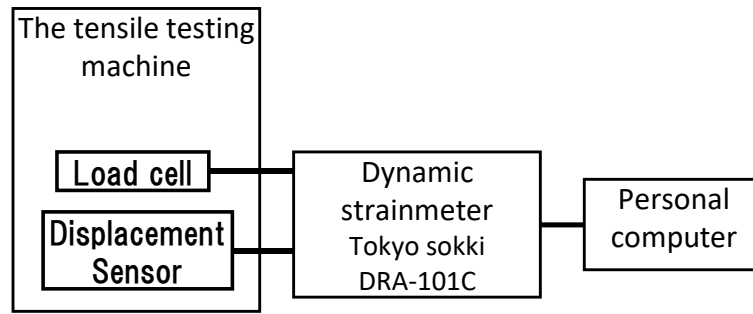 The tensile testing
machine
Load cell
Displacement
Sensor
Dynamic
strainmeter
Tokyo sokki
DRA-101C
Personal
computer